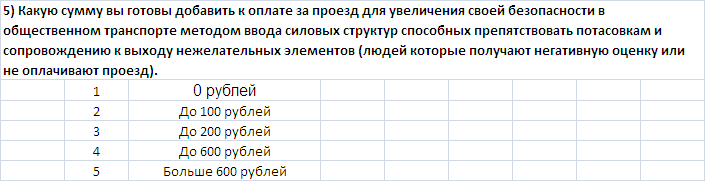 5) Какую сумму вы готовы добавить к оплате за проезд для увеличения своей безопасности в
общественном транспорте методом ввода силовых структур способных препятствовать потасовкам и
сопровождению к выходу нежелательных элементов (людей которые получают негативную оценку или
не оплачивают проезд).
1 0 рублей
2 До 100 рублей
3 До 200 рублей
4 До 600 рублей
5 Больше 600 рублей